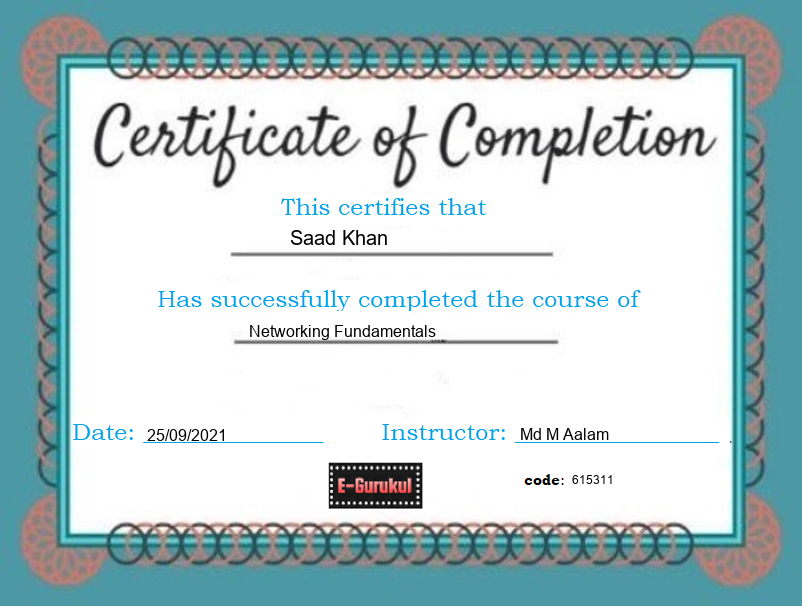 Certificate of Completion
This certifies that
Saad Khan
Has successfully completed the course of
Networking Fundamentals
Date: 25/09/2021 Instructor: Md M Aalam
E-Gurukul code: 615311